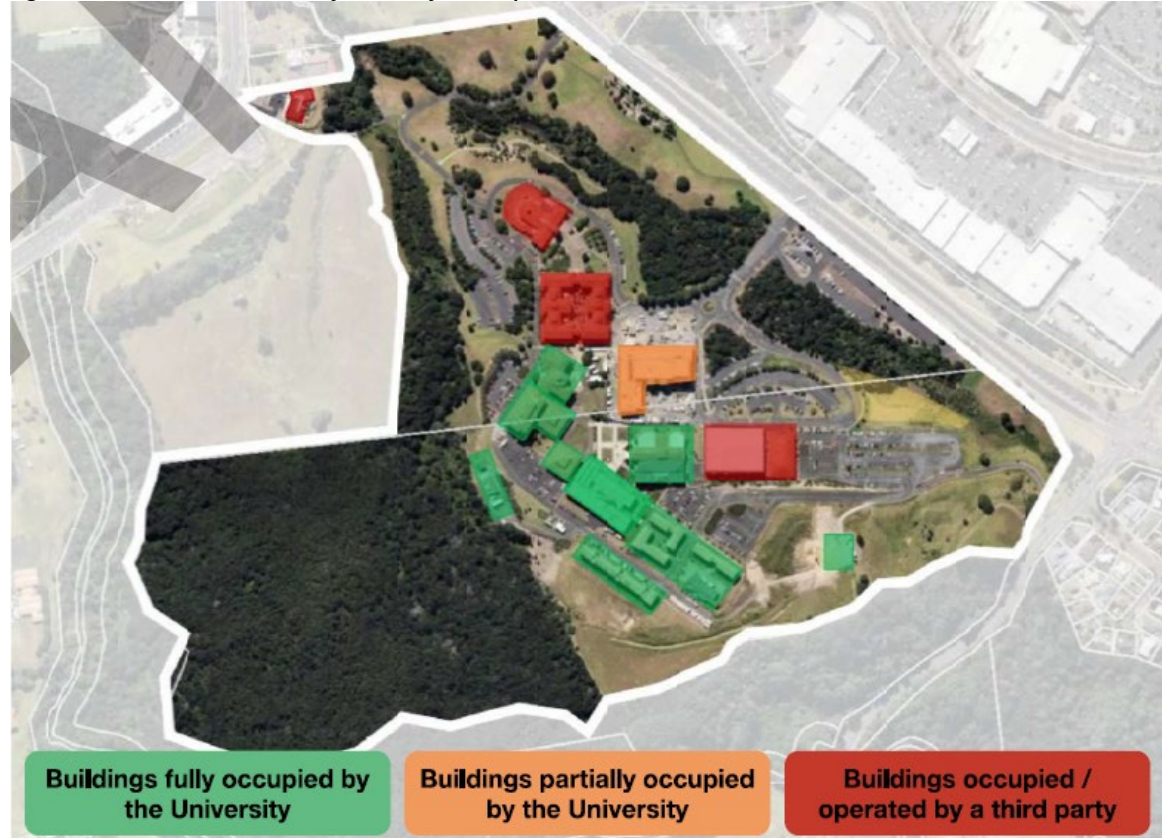 Buildings fully occupied by
the University
Buildings partially occupied
by the University
Buildings occupied /
operated by a third party